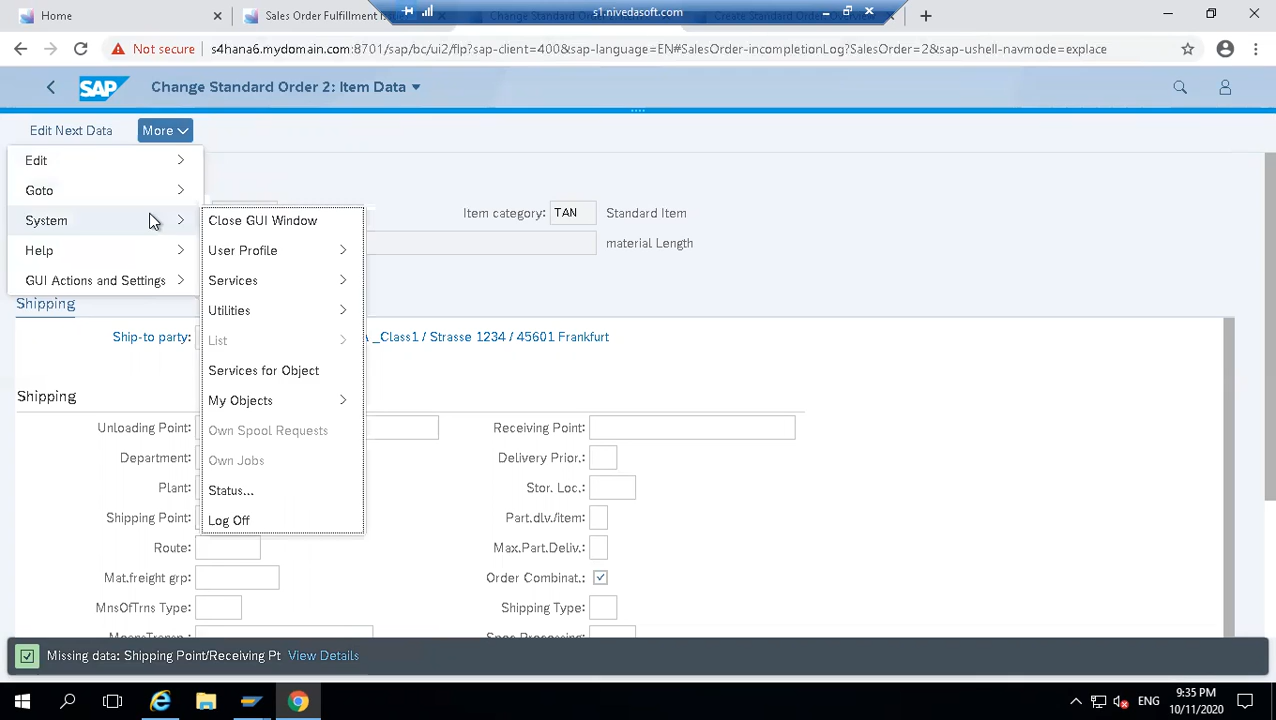 Home
Sales Order Fulfillment
s1.nivedasoft.com
Change Standard
Create Standard
Not secure
s4hana6.mydomain.com:8701/sap/bc/ui2/flp?sap-client=400&sap-language=EN#SalesOrder-incompletionLog?SalesOrder=2&sap-ushell-navmode=explace
SAP
Change Standard Order 2: Item Data
Edit Next Data
More
Edit
Goto
System
Help
GUI Actions and Settings
Close GUI Window
User Profile
Services
Utilities
List
Services for Object
My Objects
Own Spool Requests
Own Jobs
Status...
Log Off
Item category: TAN Standard Item
material Length
Shipping
Ship-to party: _Class1 / Strasse 1234 / 45601 Frankfurt
Shipping
Unloading Point: Receiving Point:
Department: Delivery Prior.:
Plant: Stor. Loc.:
Shipping Point: Part.dlv./item:
Route: Max.Part.Deliv.:
Mat.freight grp: Order Combinat.:
MnsOfTrns Type: Shipping Type:
Missing data: Shipping Point/Receiving Pt View Details
ENG
9:35 PM
10/11/2020